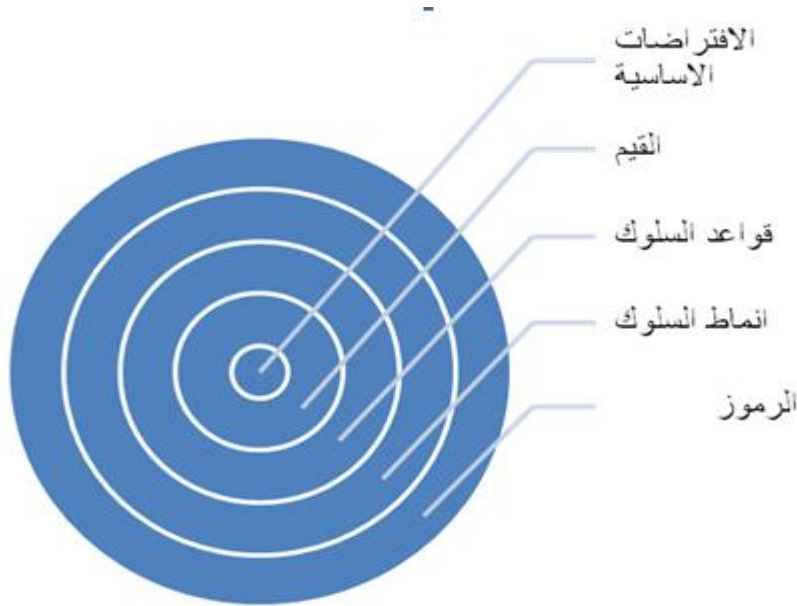 الافتراضات
الاساسية
القيم
قواعد السلوك
انماط السلوك
الرموز